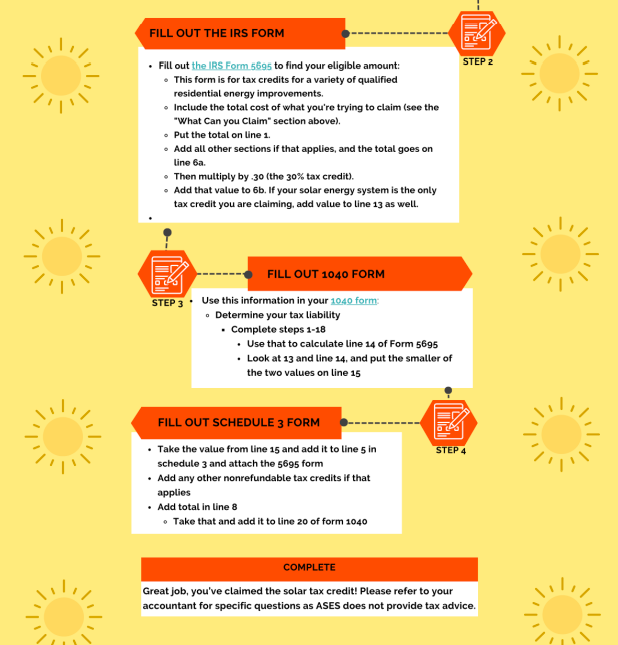 FILL OUT THE IRS FORM
STEP 2
• Fill out the IRS Form 5695 to find your eligible amount:
◦ This form is for tax credits for a variety of qualified
residential energy improvements.
◦ Include the total cost of what you're trying to claim (see the
"What Can you Claim" section above).
◦ Put the total on line 1.
◦ Add all other sections if that applies, and the total goes on
line 6a.
◦ Then multiply by .30 (the 30% tax credit).
◦ Add that value to 6b. If your solar energy system is the only
tax credit you are claiming, add value to line 13 as well.
•
FILL OUT 1040 FORM
STEP 3
• Use this information in your 1040 form:
◦ Determine your tax liability
• Complete steps 1-18
• Use that to calculate line 14 of Form 5695
• Look at 13 and line 14, and put the smaller of
the two values on line 15
FILL OUT SCHEDULE 3 FORM
STEP 4
• Take the value from line 15 and add it to line 5 in
schedule 3 and attach the 5695 form
• Add any other nonrefundable tax credits if that
applies
• Add total in line 8
◦ Take that and add it to line 20 of form 1040
COMPLETE
Great job, you've claimed the solar tax credit! Please refer to your
accountant for specific questions as ASES does not provide tax advice.